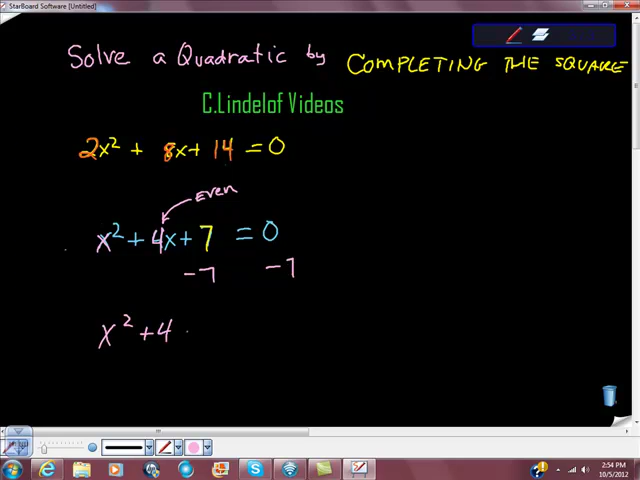 StarBoard Software [Untitled]
Solve a Quadratic by COMPLETING THE SQUARE
C.Lindelof Videos
2x² + 8x + 14 = 0
Even
x² + 4x + 7 = 0
-7 -7
x² + 4
2:54 PM
10/5/2012